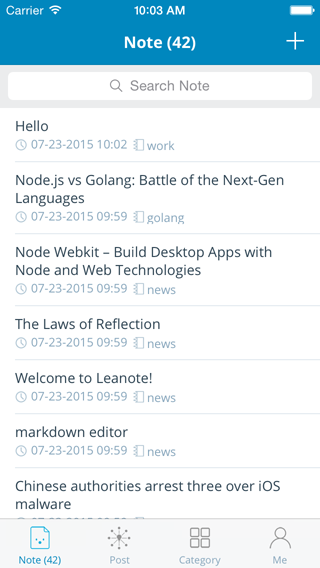 Carrier 10:03 AM
Note (42)
Search Note
Hello
07-23-2015 10:02 work
Node.js vs Golang: Battle of the Next-Gen
Languages
07-23-2015 09:59 golang
Node Webkit – Build Desktop Apps with
Node and Web Technologies
07-23-2015 09:59 news
The Laws of Reflection
07-23-2015 09:59 news
Welcome to Leanote!
07-23-2015 09:59 news
markdown editor
07-23-2015 09:59 news
Chinese authorities arrest three over iOS
malware
Note (42) Post Category Me